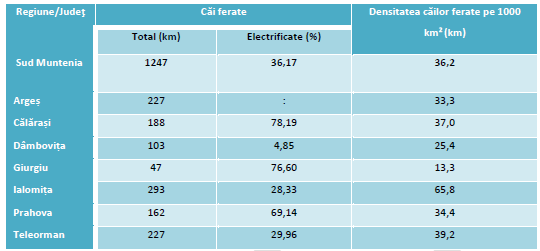 Regiune/Județ Căi ferate Densitatea căilor ferate pe 1000
km² (km)
Total (km) Electrificate (%)
Sud Muntenia 1247 36,17 36,2
Argeș 227 : 33,3
Călărași 188 78,19 37,0
Dâmbovița 103 4,85 25,4
Giurgiu 47 76,60 13,3
Ialomița 293 28,33 65,8
Prahova 162 69,14 34,4
Teleorman 227 29,96 39,2